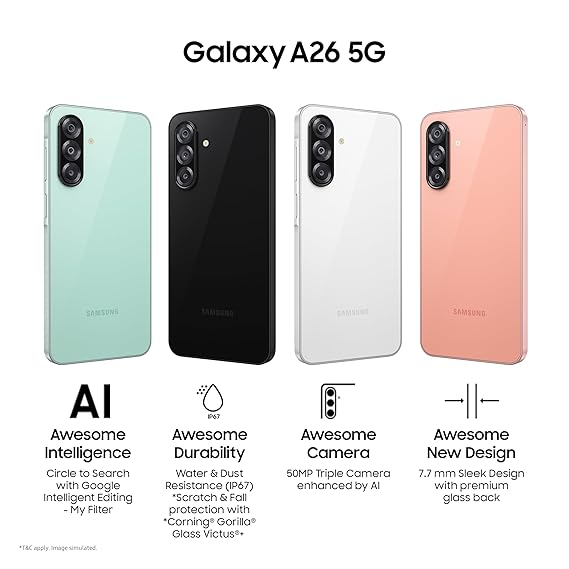 Galaxy A26 5G
SAMSUNG
SAMSUNG
SAMSUNG
SAMSUNG
AI
Awesome
Intelligence
Circle to Search
with Google
Intelligent Editing
- My Filter
IP67
Awesome
Durability
Water & Dust
Resistance (IP67)
*Scratch & Fall
protection with
*Corning® Gorilla®
Glass Victus®+
Awesome
Camera
50MP Triple Camera
enhanced by AI
Awesome
New Design
7.7 mm Sleek Design
with premium
glass back
*T&C apply. Image simulated.